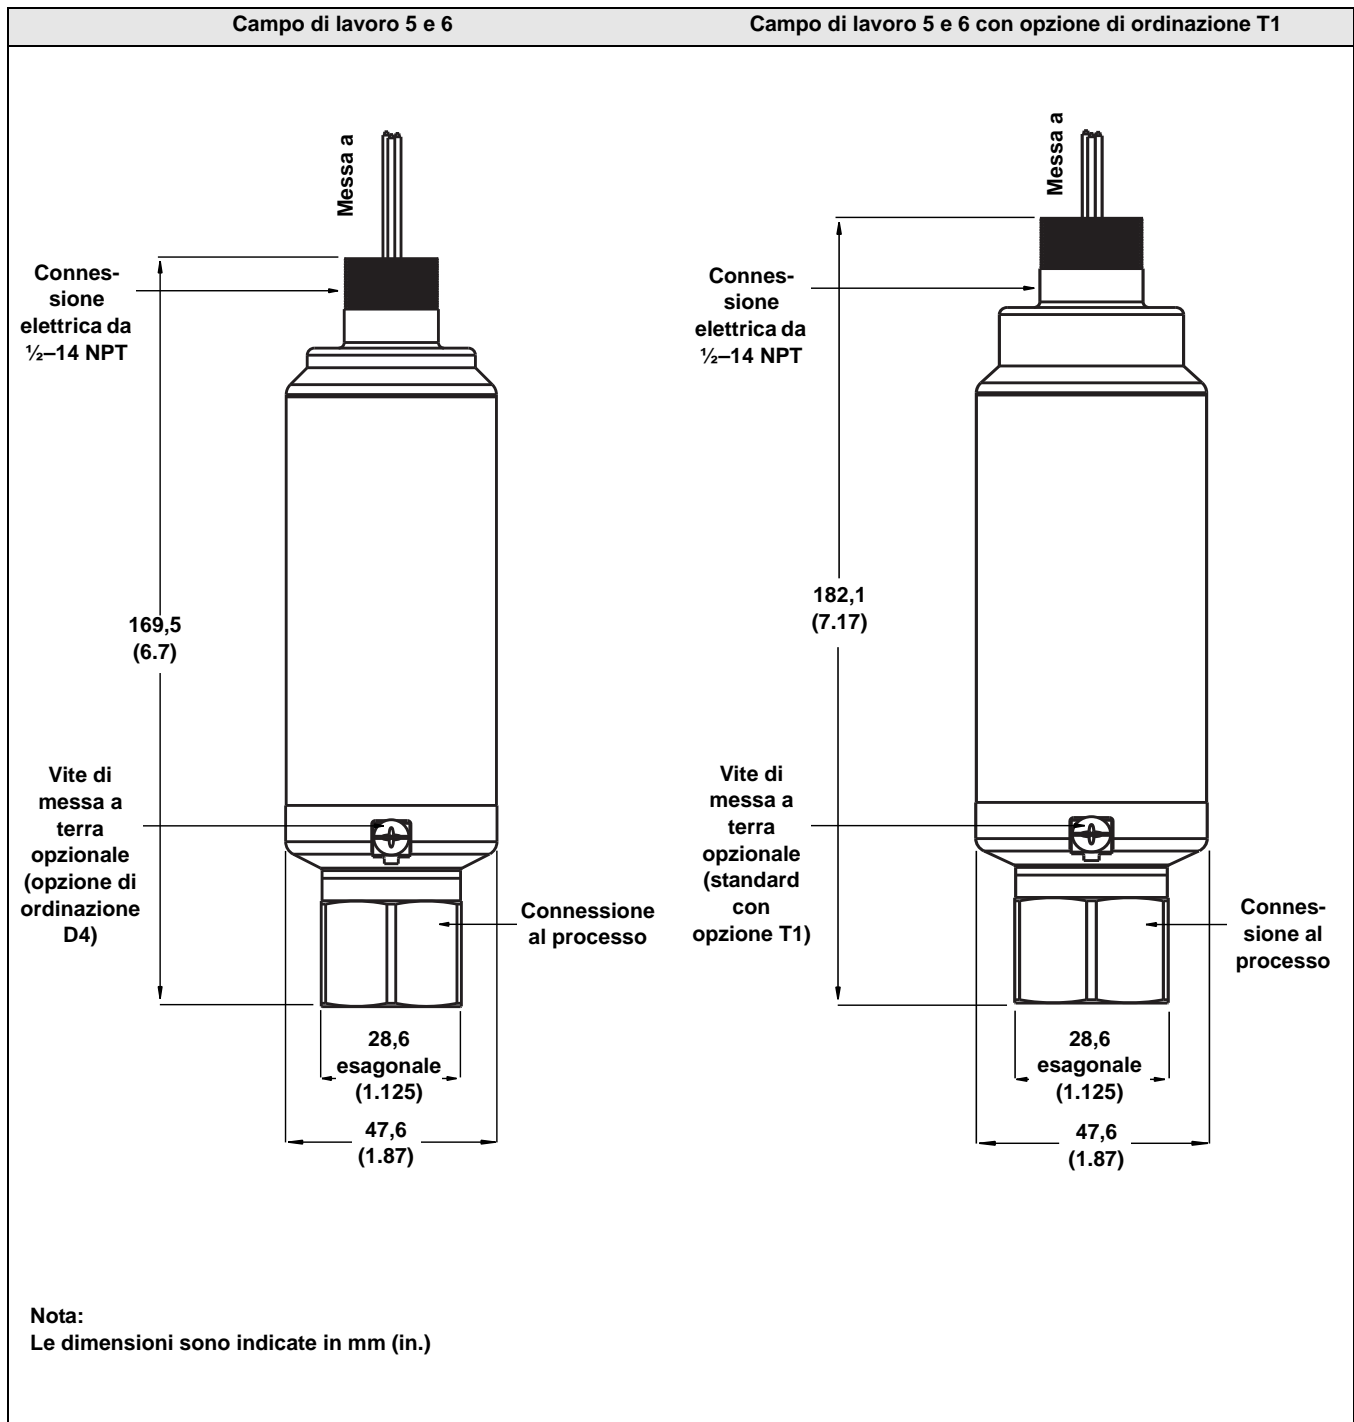 Campo di lavoro 5 e 6
Campo di lavoro 5 e 6 con opzione di ordinazione T1
Messa a
Connes-
sione
elettrica da
½–14 NPT
169,5
(6.7)
Vite di
messa a
terra
opzionale
(opzione di
ordinazione
D4)
Connessione
al processo
28,6
esagonale
(1.125)
47,6
(1.87)
Messa a
Connes-
sione
elettrica da
½–14 NPT
182,1
(7.17)
Vite di
messa a
terra
opzionale
(standard
con
opzione T1)
Connes-
sione al
processo
28,6
esagonale
(1.125)
47,6
(1.87)
Nota:
Le dimensioni sono indicate in mm (in.)